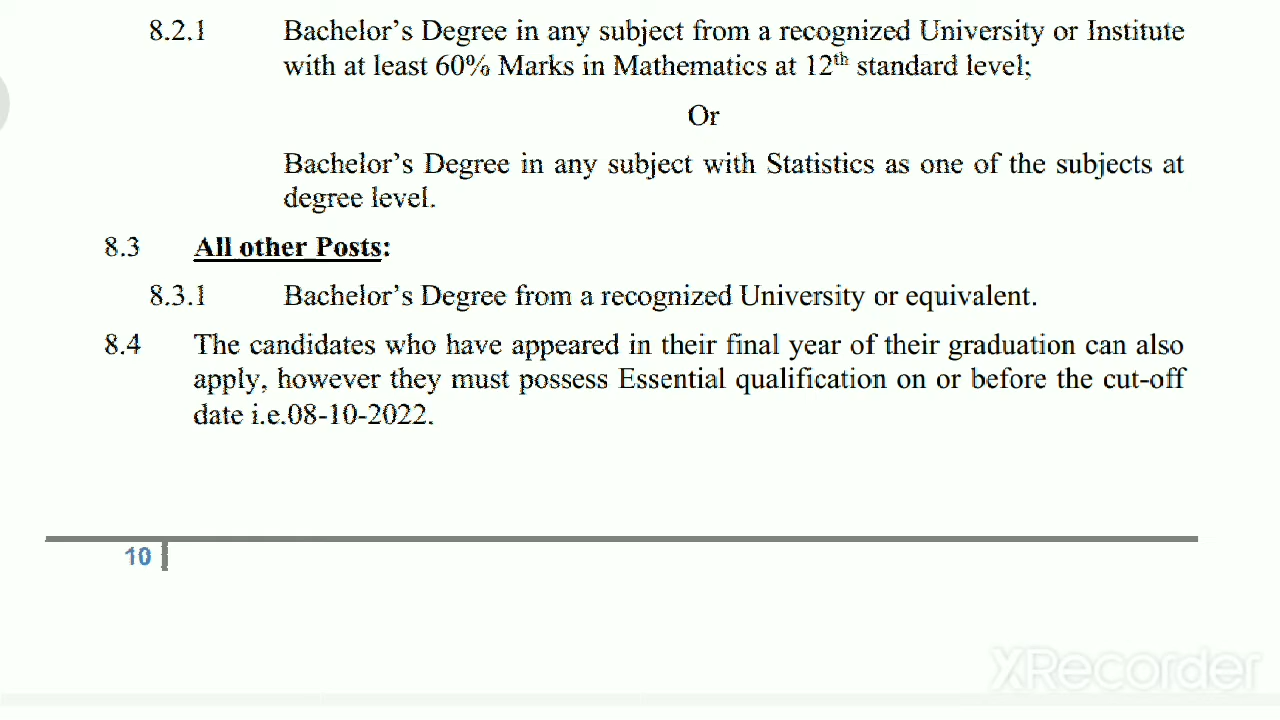 8.2.1 Bachelor's Degree in any subject from a recognized University or Institute
with at least 60% Marks in Mathematics at 12th standard level;
Or
Bachelor's Degree in any subject with Statistics as one of the subjects at
degree level.
8.3 All other Posts:
8.3.1 Bachelor's Degree from a recognized University or equivalent.
8.4 The candidates who have appeared in their final year of their graduation can also
apply, however they must possess Essential qualification on or before the cut-off
date i.e.08-10-2022.
10
XRecorder